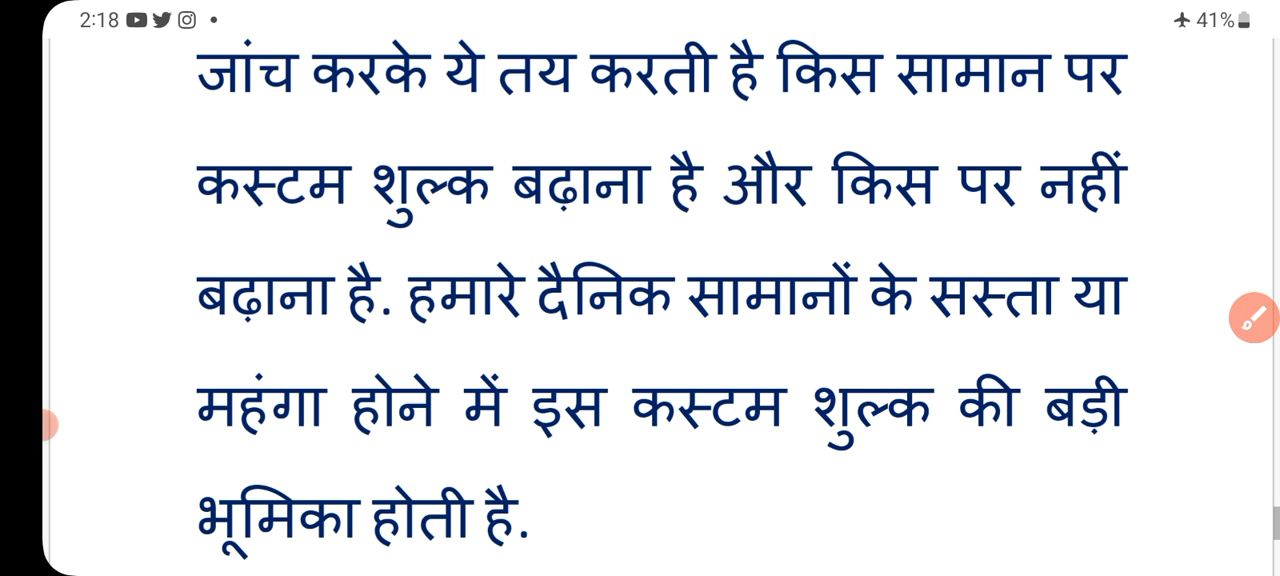 2:18
41%
जांच करके ये तय करती है किस सामान पर
कस्टम शुल्क बढ़ाना है और किस पर नहीं
बढ़ाना है. हमारे दैनिक सामानों के सस्ता या
महंगा होने में इस कस्टम शुल्क की बड़ी
भूमिका होती है.